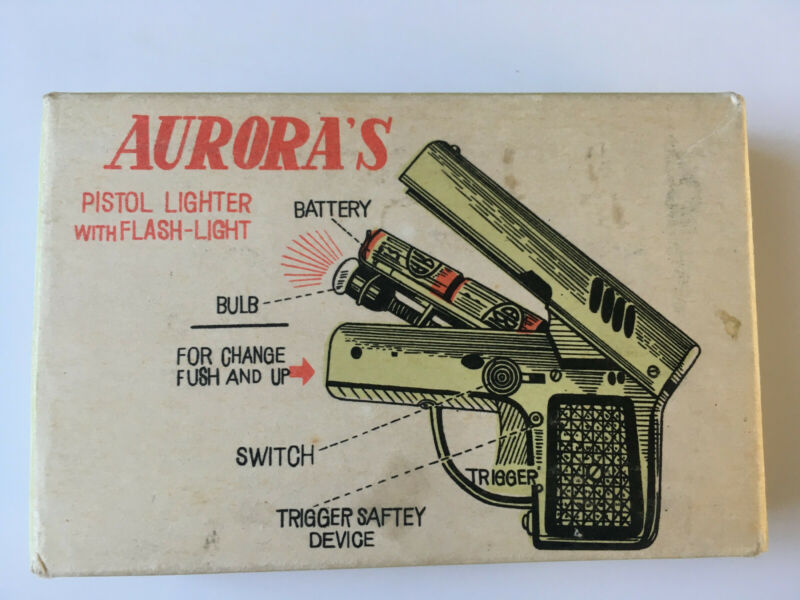 AURORA'S
PISTOL LIGHTER
WITH FLASH-LIGHT
BATTERY
BULB
FOR CHANGE
FUSH AND UP
SWITCH
TRIGGER
TRIGGER SAFTEY
DEVICE